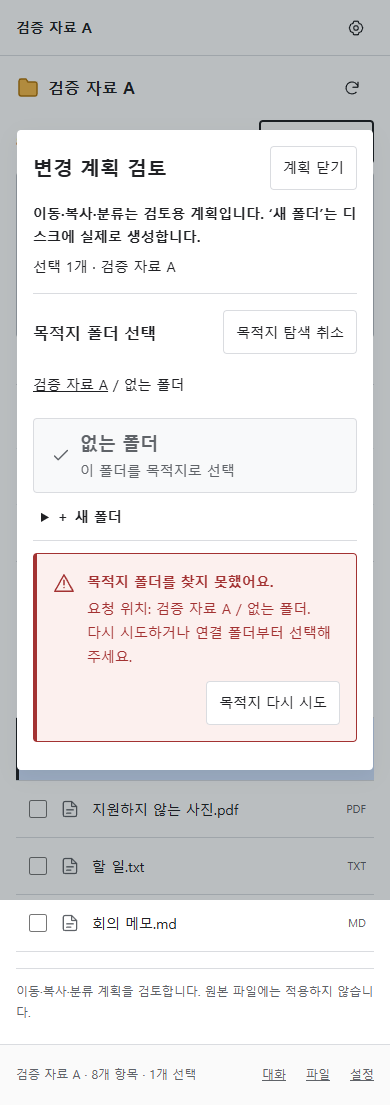 검증 자료 A
검증 자료 A
변경 계획 검토
계획 닫기
이동·복사·분류는 검토용 계획입니다. ‘새 폴더’는 디
스크에 실제로 생성합니다.
선택 1개 · 검증 자료 A
목적지 폴더 선택
목적지 탐색 취소
검증 자료 A / 없는 폴더
없는 폴더
이 폴더를 목적지로 선택
+ 새 폴더
목적지 폴더를 찾지 못했어요.
요청 위치: 검증 자료 A / 없는 폴더.
다시 시도하거나 연결 폴더부터 선택해
주세요.
목적지 다시 시도
지원하지 않는 사진.pdf
PDF
할 일.txt
TXT
회의 메모.md
MD
이동·복사·분류 계획을 검토합니다. 원본 파일에는 적용하지 않습니
다.
검증 자료 A · 8개 항목 · 1개 선택
대화
파일
설정